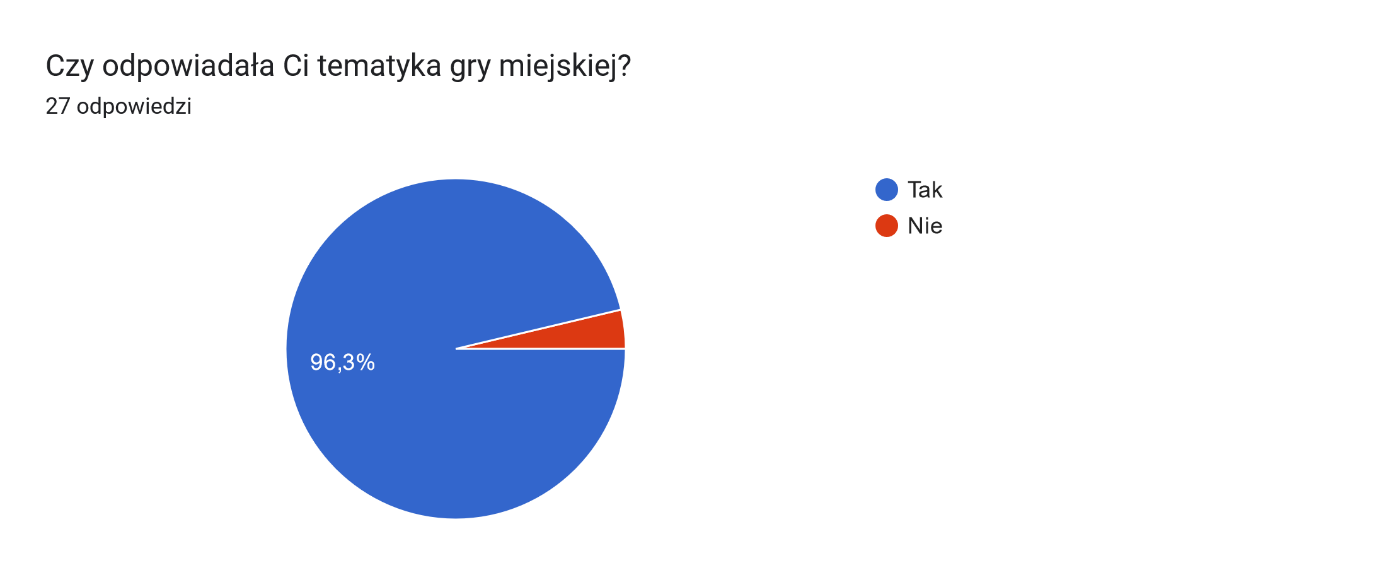 Czy odpowiadała Ci tematyka gry miejskiej?
27 odpowiedzi
Tak
Nie
96,3%